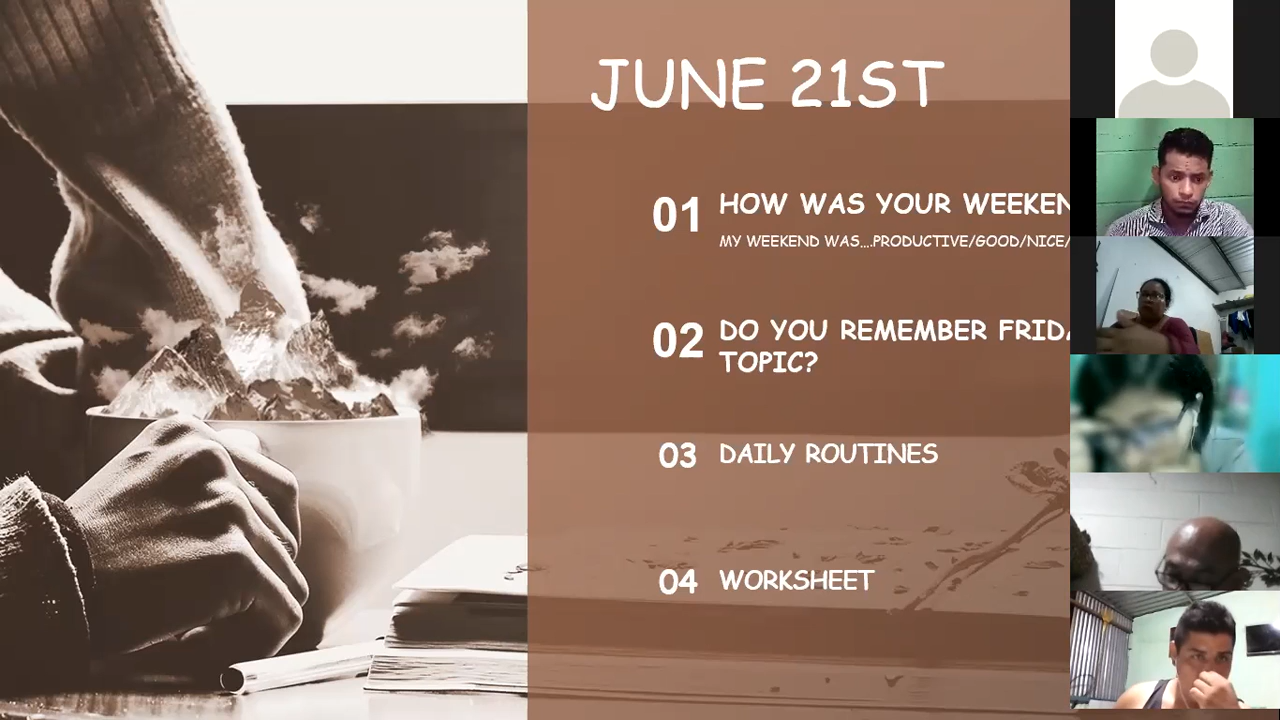 JUNE 21ST
01 HOW WAS YOUR WEEKEN
MY WEEKEND WAS...PRODUCTIVE/GOOD/NICE/
02 DO YOU REMEMBER FRID
TOPIC?
03 DAILY ROUTINES
04 WORKSHEET